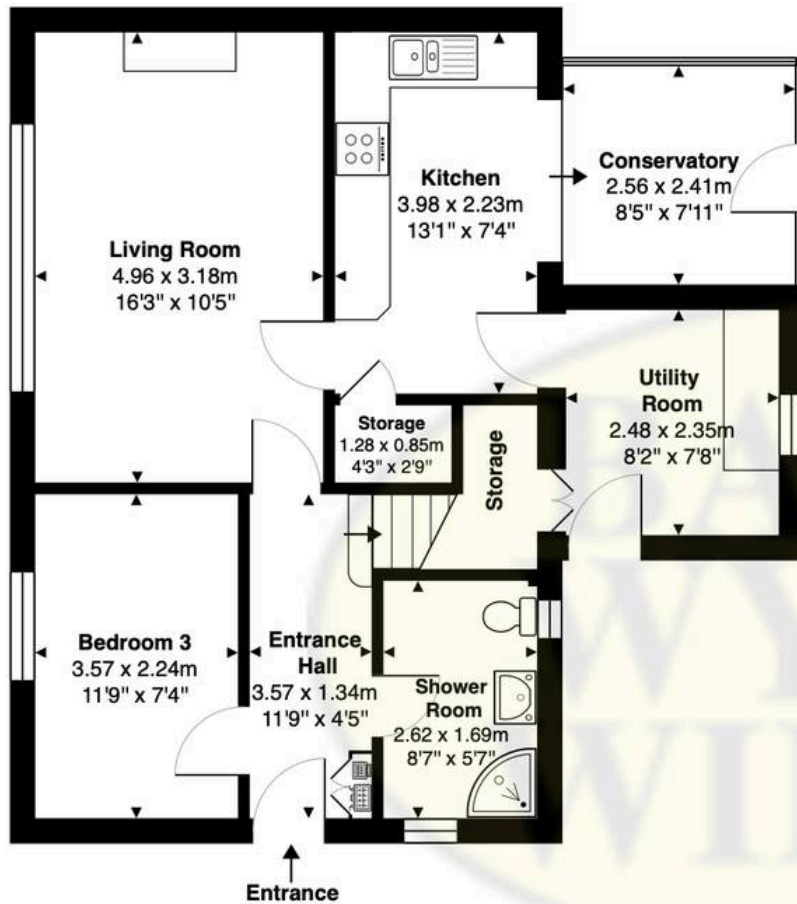 Living Room
4.96 x 3.18m
16'3" x 10'5"
Kitchen
3.98 x 2.23m
13'1" x 7'4"
Conservatory
2.56 x 2.41m
8'5" x 7'11"
Utility
Room
2.48 x 2.35m
8'2" x 7'8"
Storage
1.28 x 0.85m
4'3" x 2'9"
Storage
Bedroom 3
3.57 x 2.24m
11'9" x 7'4"
Entrance
Hall
3.57 x 1.34m
11'9" x 4'5"
Shower
Room
2.62 x 1.69m
8'7" x 5'7"
Entrance